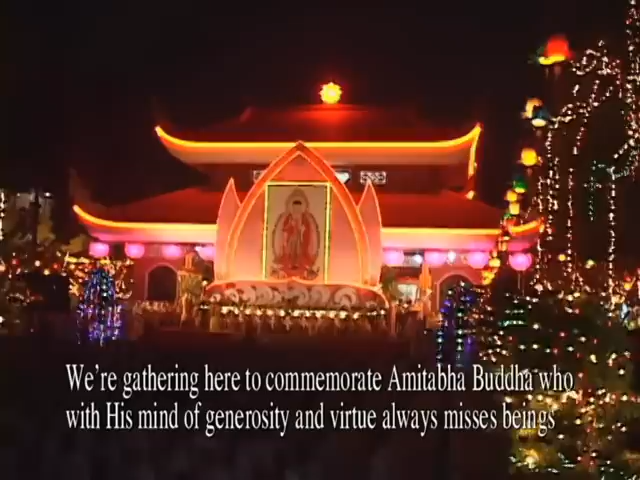 We're gathering here to commemorate Amitabha Buddha who
with His mind of generosity and virtue always misses beings